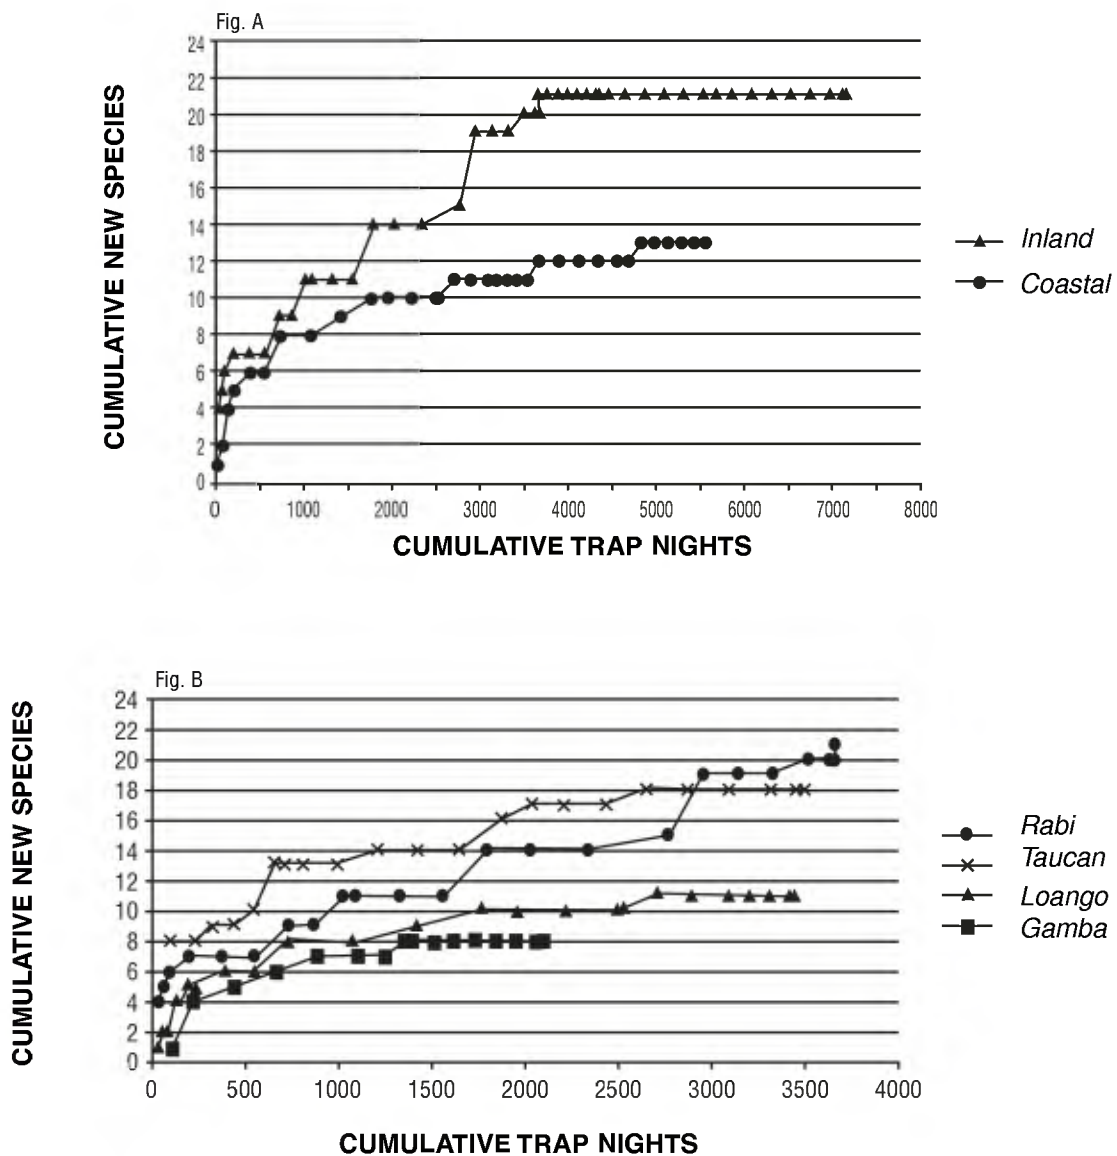 Fig. A
CUMULATIVE NEW SPECIES
24
22
20
18
16
14
12
10
8
6
4
2
0
0 1000 2000 3000 4000 5000 6000 7000 8000
CUMULATIVE TRAP NIGHTS
Inland
Coastal
Fig. B
CUMULATIVE NEW SPECIES
24
22
20
18
16
14
12
10
8
6
4
2
0
0 500 1000 1500 2000 2500 3000 3500 4000
CUMULATIVE TRAP NIGHTS
Rabi
Taucan
Loango
Gamba